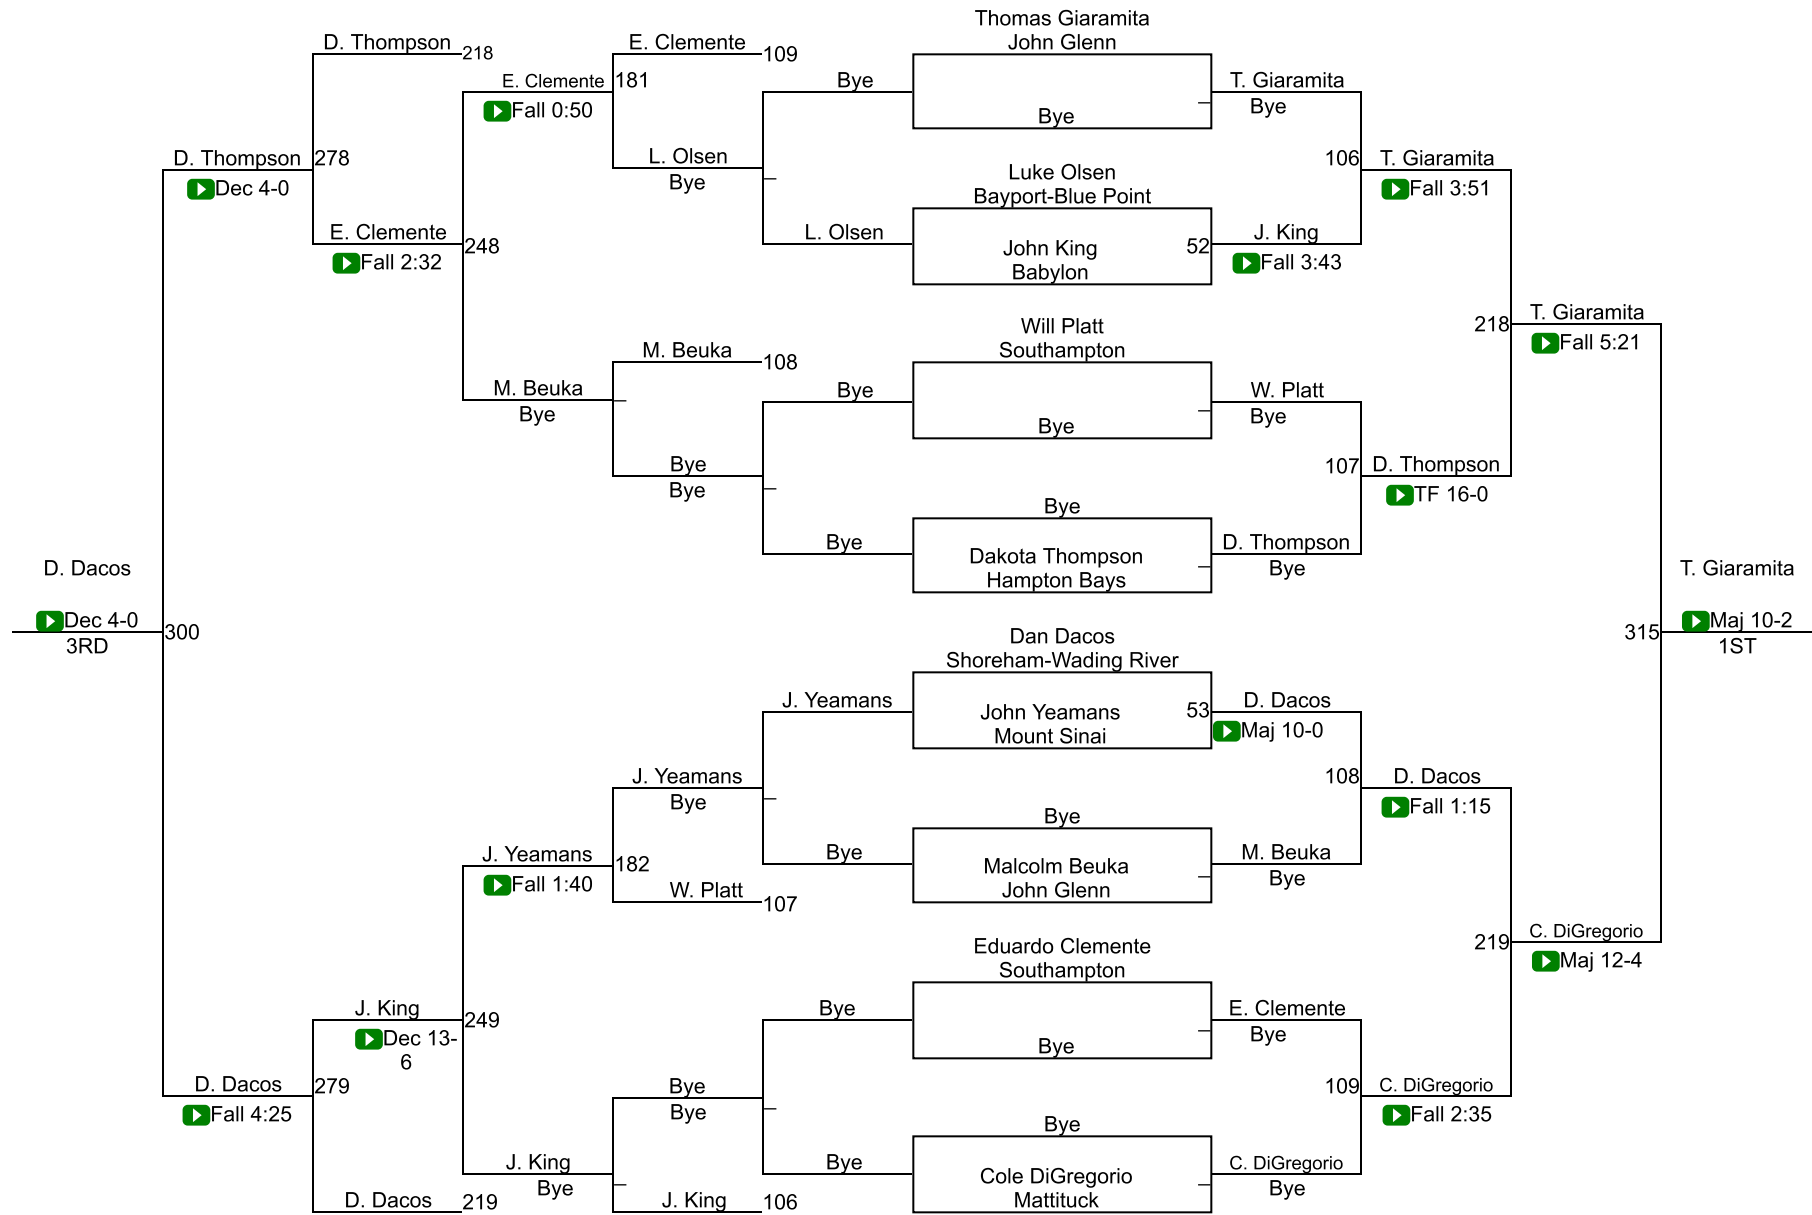 Thomas Giaramita
John Glenn
D. Thompson
218
E. Clemente
109
E. Clemente
181
Bye
T. Giaramita
Fall 0:50
Bye
Bye
D. Thompson
278
L. Olsen
106
T. Giaramita
Dec 4-0
Bye
Luke Olsen
Bayport-Blue Point
Fall 3:51
E. Clemente
248
L. Olsen
John King
Babylon
52
J. King
Fall 2:32
Fall 3:43
Will Platt
Southampton
218
T. Giaramita
Fall 5:21
M. Beuka
108
M. Beuka
Bye
Bye
W. Platt
Bye
Bye
Bye
Bye
107
D. Thompson
Bye
TF 16-0
Bye
Bye
Dakota Thompson
Hampton Bays
D. Thompson
Bye
D. Dacos
T. Giaramita
Dec 4-0
3RD
300
315
Maj 10-2
1ST
Dan Dacos
Shoreham-Wading River
J. Yeamans
John Yeamans
Mount Sinai
53
D. Dacos
Maj 10-0
J. Yeamans
Bye
108
D. Dacos
Fall 1:15
Bye
J. Yeamans
182
Bye
Malcolm Beuka
John Glenn
M. Beuka
Bye
Fall 1:40
W. Platt
107
Eduardo Clemente
Southampton
219
C. DiGregorio
Maj 12-4
J. King
249
Bye
E. Clemente
Dec 13-
6
Bye
Bye
D. Dacos
279
Bye
Bye
109
C. DiGregorio
Fall 4:25
Fall 2:35
Bye
J. King
Bye
Bye
Cole DiGregorio
Mattituck
C. DiGregorio
Bye
D. Dacos
219
J. King
106